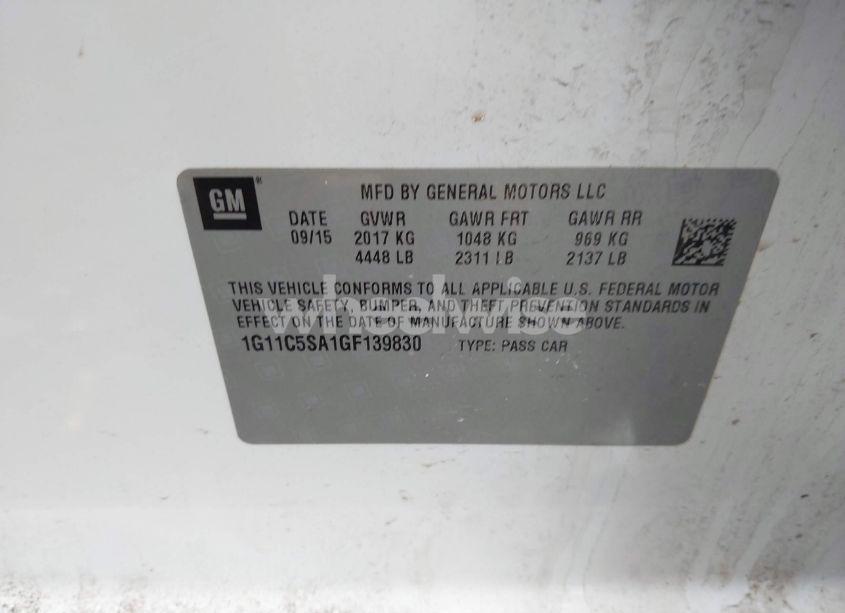 GM®
MFD BY GENERAL MOTORS LLC
DATE GVWR GAWR FRT GAWR RR
09/15 2017 KG 1048 KG 969 KG
4448 LB 2311 LB 2137 LB
THIS VEHICLE CONFORMS TO ALL APPLICABLE U.S. FEDERAL MOTOR
VEHICLE SAFETY, BUMPER, AND THEFT PREVENTION STANDARDS IN
EFFECT ON THE DATE OF MANUFACTURE SHOWN ABOVE.
1G11C5SA1GF139830 TYPE: PASS CAR
wheelwise